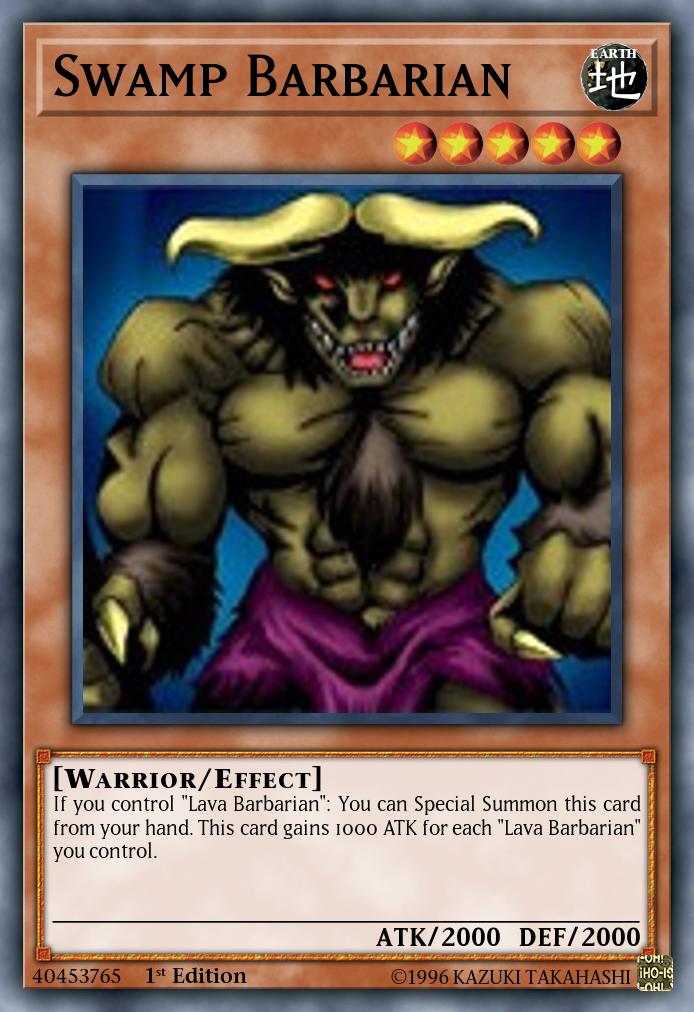 Swamp Barbarian
EARTH
地
[Warrior/Effect]
If you control "Lava Barbarian": You can Special Summon this card
from your hand. This card gains 1000 ATK for each "Lava Barbarian"
you control.
ATK/2000 DEF/2000
40453765 1st Edition ©1996 KAZUKI TAKAHASHI